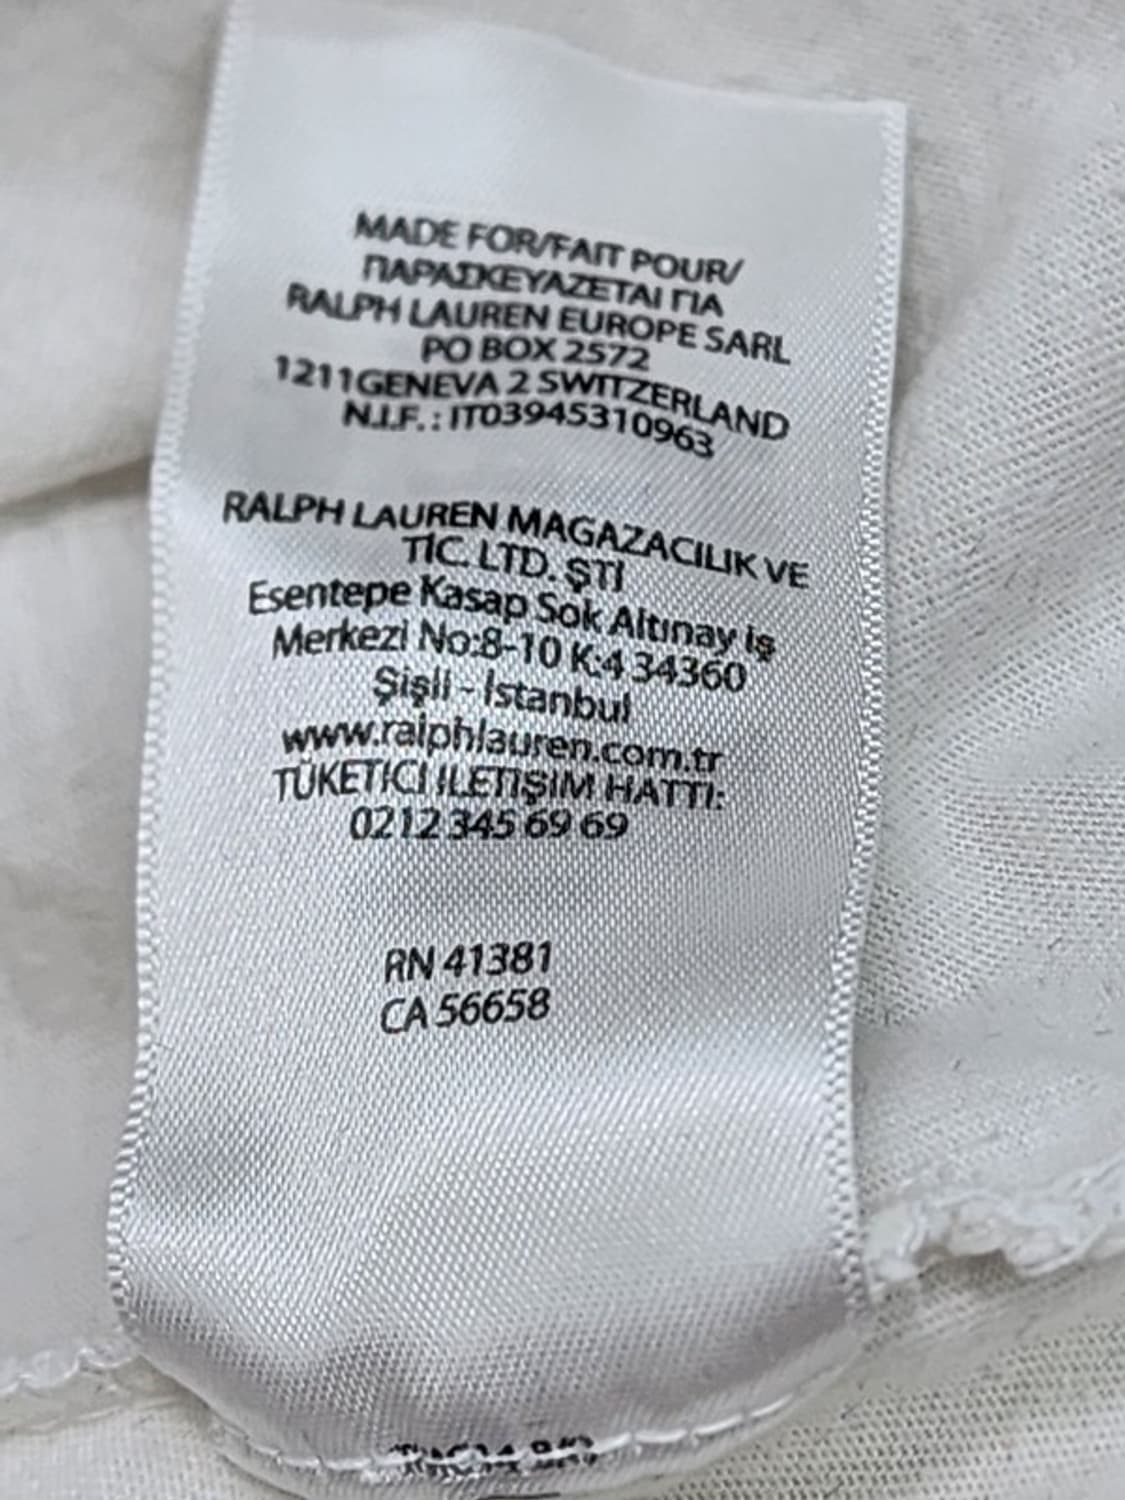 MADE FOR/FAIT POUR/
ΠΑΡΑΣΚΕΥΑΖΕΤΑΙ ΓΙΑ
RALPH LAUREN EUROPE SARL
PO BOX 2572
1211GENEVA 2 SWITZERLAND
N.I.F. : IT03945310963
RALPH LAUREN MAGAZACILIK VE
TİC. LTD. ŞTİ
Esentepe Kasap Sok Altınay iş
Merkezi No:8-10 K:4 34360
Şişli - İstanbul
www.ralphlauren.com.tr
TÜKETICI ILETIŞIM HATTI:
0212 345 69 69
RN 41381
CA 56658